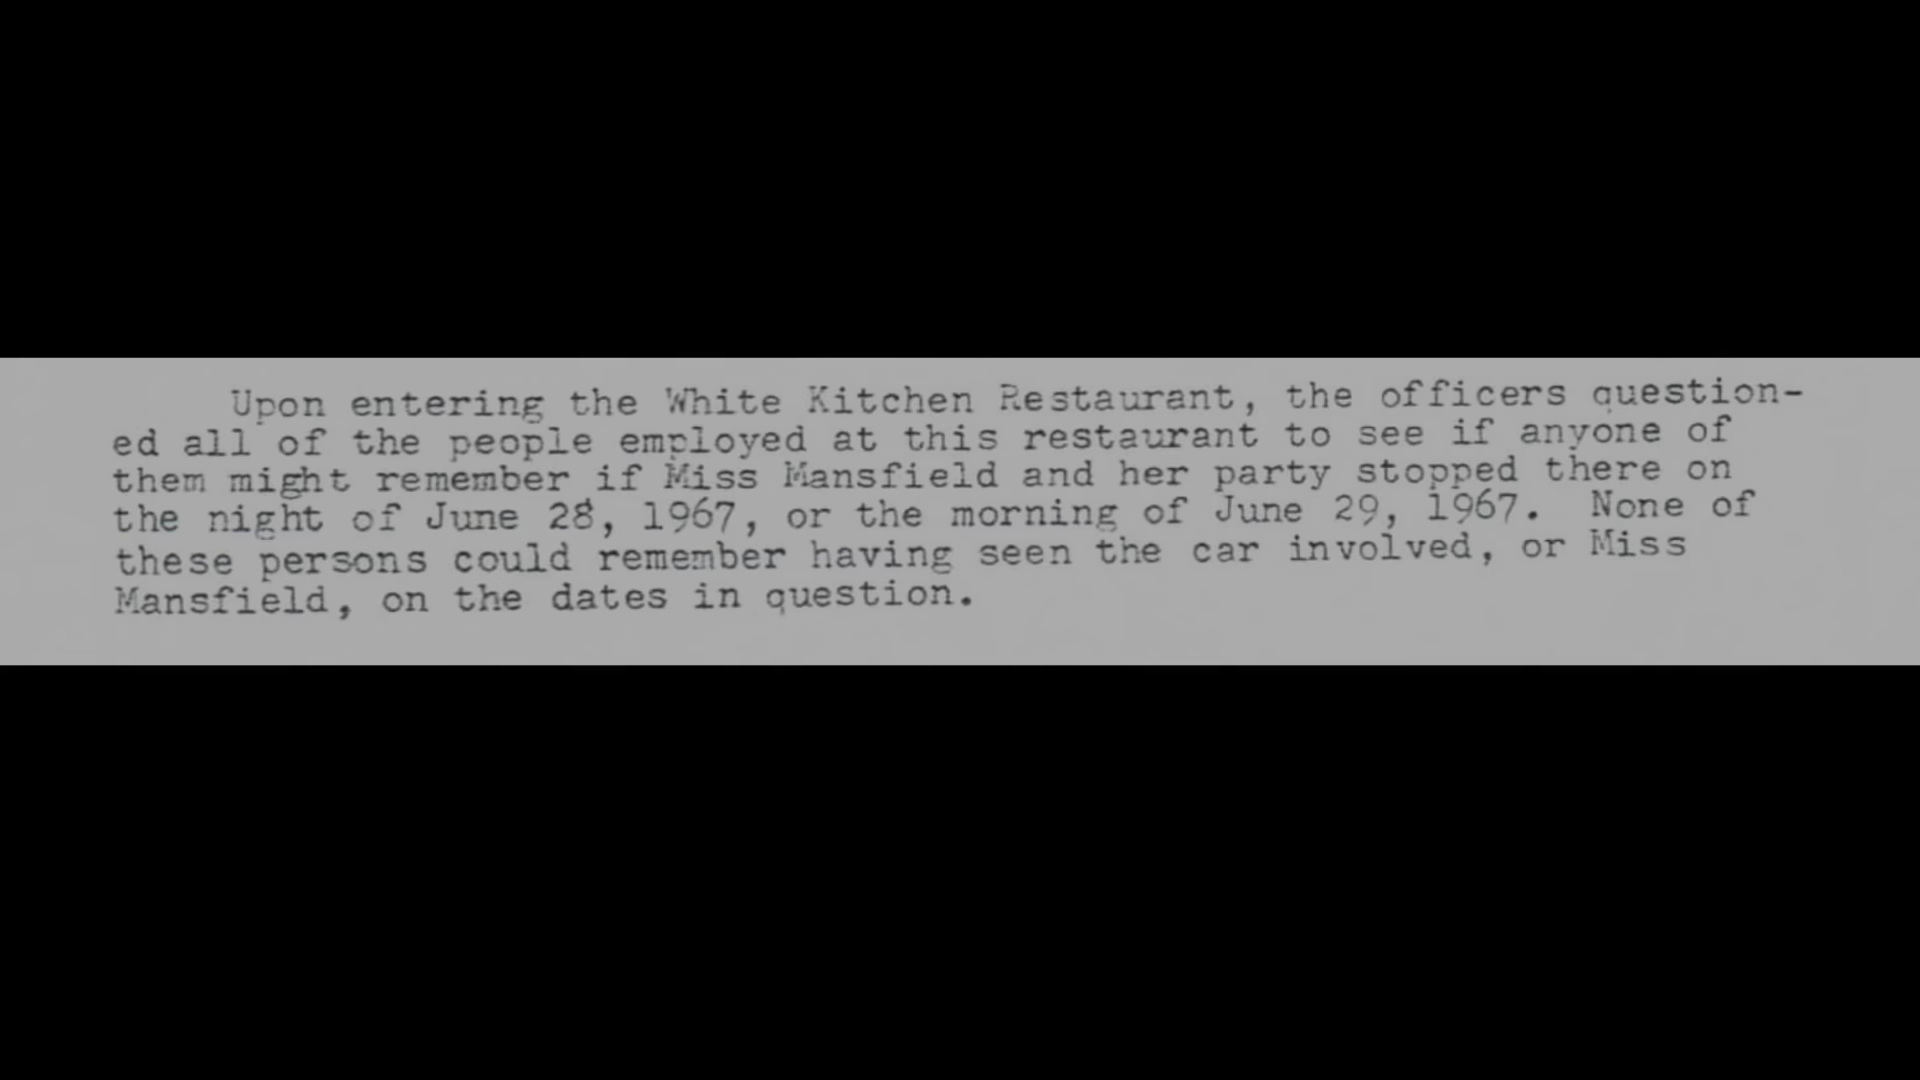 Upon entering the White Kitchen Restaurant, the officers question-
ed all of the people employed at this restaurant to see if anyone of
them might remember if Miss Mansfield and her party stopped there on
the night of June 28, 1967, or the morning of June 29, 1967.  None of
these persons could remember having seen the car involved, or Miss
Mansfield, on the dates in question.